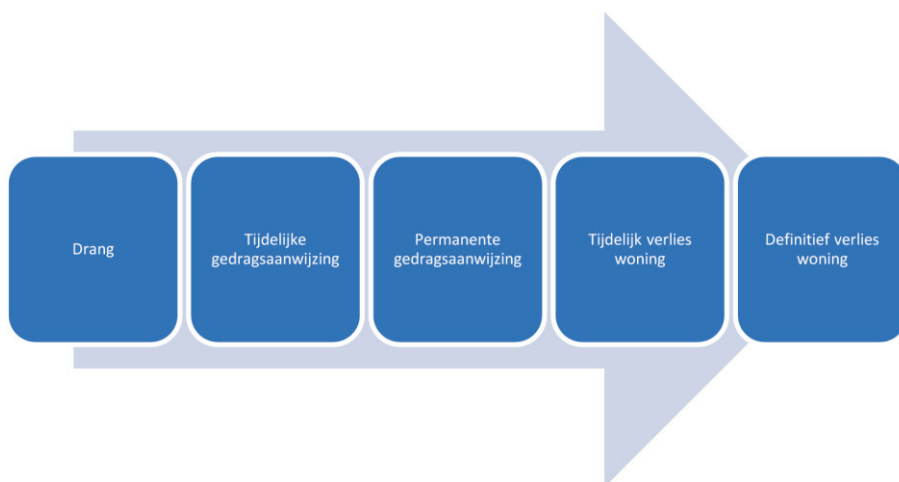 Drang
Tijdelijke
gedragsaanwijzing
Permanente
gedragsaanwijzing
Tijdelijk verlies
woning
Definitief verlies
woning